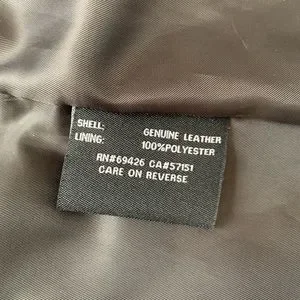 SHELL: GENUINE LEATHER
LINING: 100%POLYESTER
RN#69426 CA#57151
CARE ON REVERSE